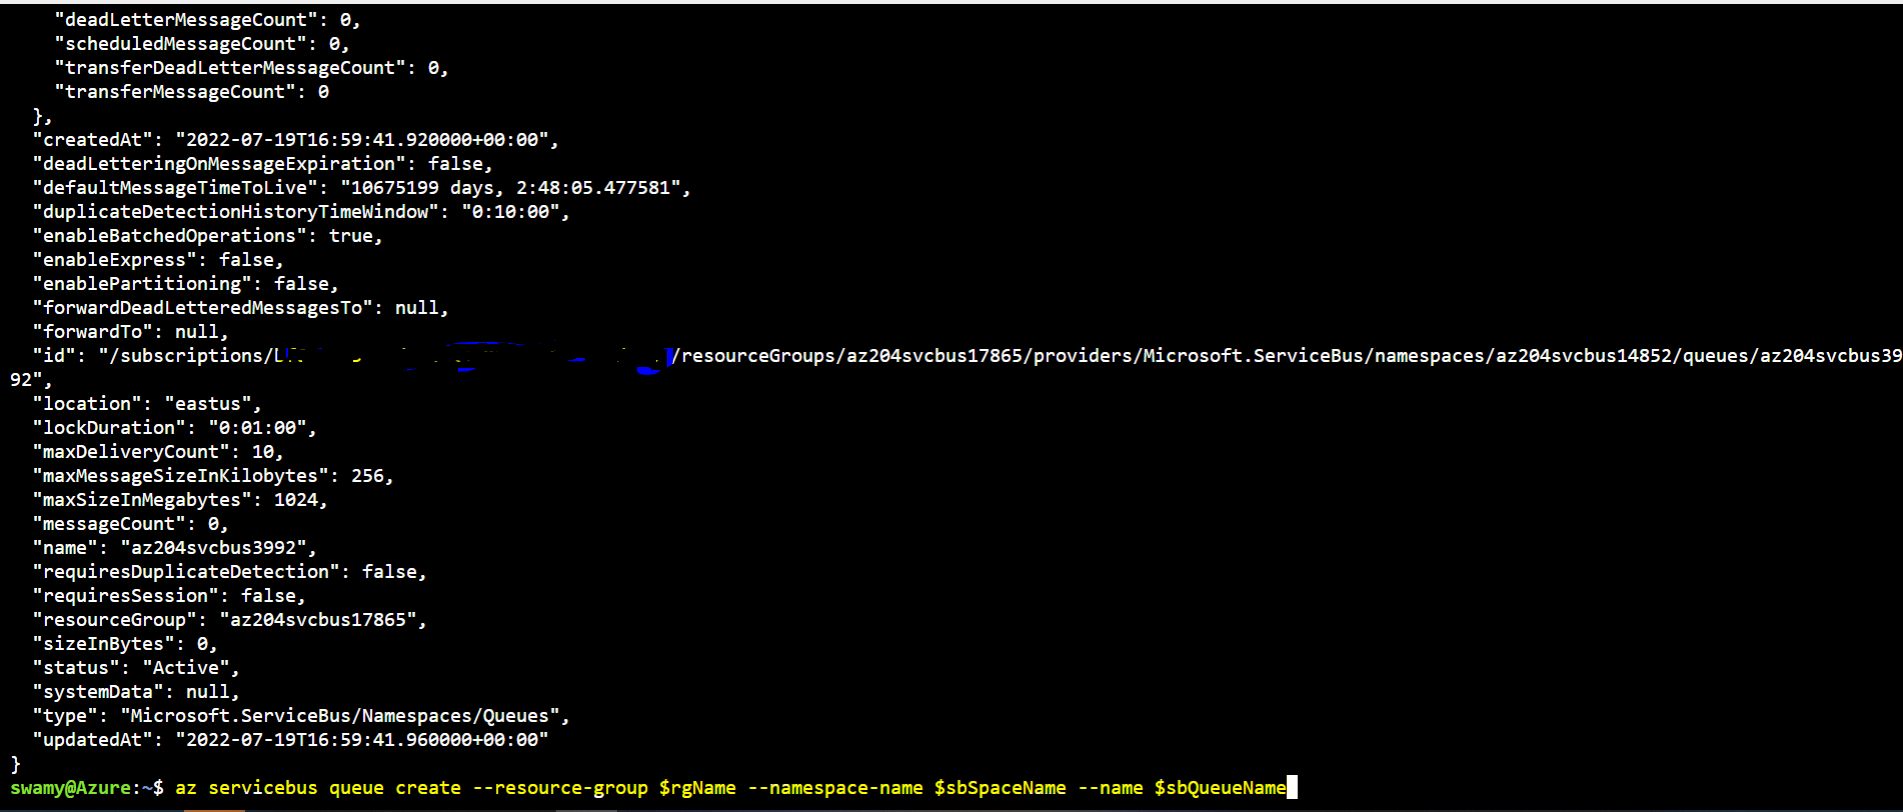 "deadLetterMessageCount": 0,
"scheduledMessageCount": 0,
"transferDeadLetterMessageCount": 0,
"transferMessageCount": 0
},
"createdAt": "2022-07-19T16:59:41.920000+00:00",
"deadLetteringOnMessageExpiration": false,
"defaultMessageTimeToLive": "10675199 days, 2:48:05.477581",
"duplicateDetectionHistoryTimeWindow": "0:10:00",
"enableBatchedOperations": true,
"enableExpress": false,
"enablePartitioning": false,
"forwardDeadLetteredMessagesTo": null,
"forwardTo": null,
"id": "/subscriptions/ /resourceGroups/az204svcbus17865/providers/Microsoft.ServiceBus/namespaces/az204svcbus14852/queues/az204svcbus39
92",
"location": "eastus",
"lockDuration": "0:01:00",
"maxDeliveryCount": 10,
"maxMessageSizeInKilobytes": 256,
"maxSizeInMegabytes": 1024,
"messageCount": 0,
"name": "az204svcbus3992",
"requiresDuplicateDetection": false,
"requiresSession": false,
"resourceGroup": "az204svcbus17865",
"sizeInBytes": 0,
"status": "Active",
"systemData": null,
"type": "Microsoft.ServiceBus/Namespaces/Queues",
"updatedAt": "2022-07-19T16:59:41.960000+00:00"
}
swamy@Azure:~$ az servicebus queue create --resource-group $rgName --namespace-name $sbSpaceName --name $sbQueueName